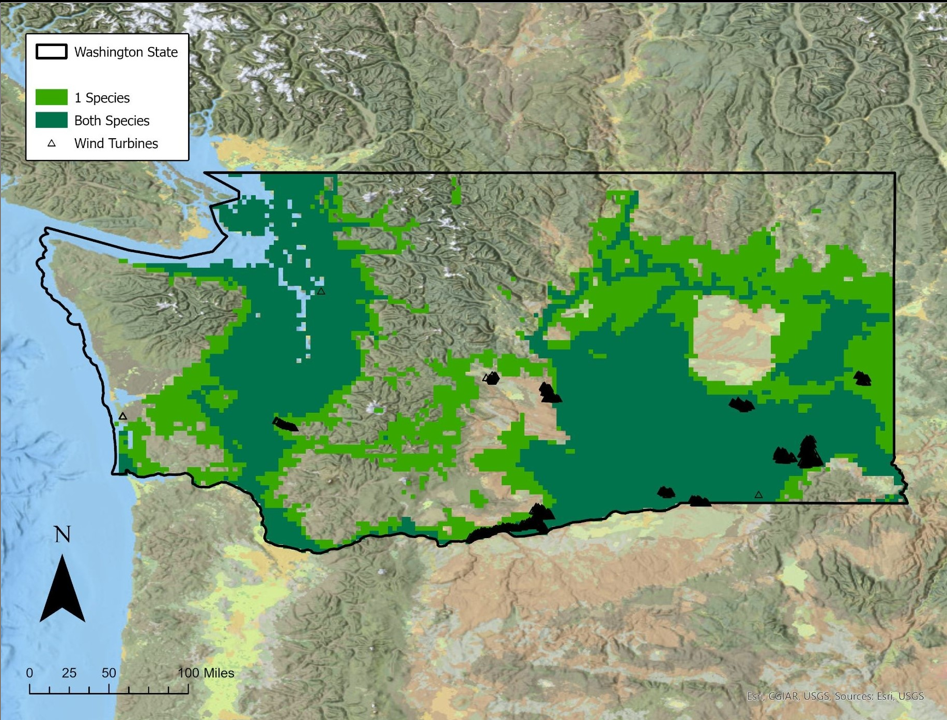 Washington State
1 Species
Both Species
Wind Turbines
N
0 25 50 100 Miles
Esri, CGIAR, USGS, Sources: Esri, USGS